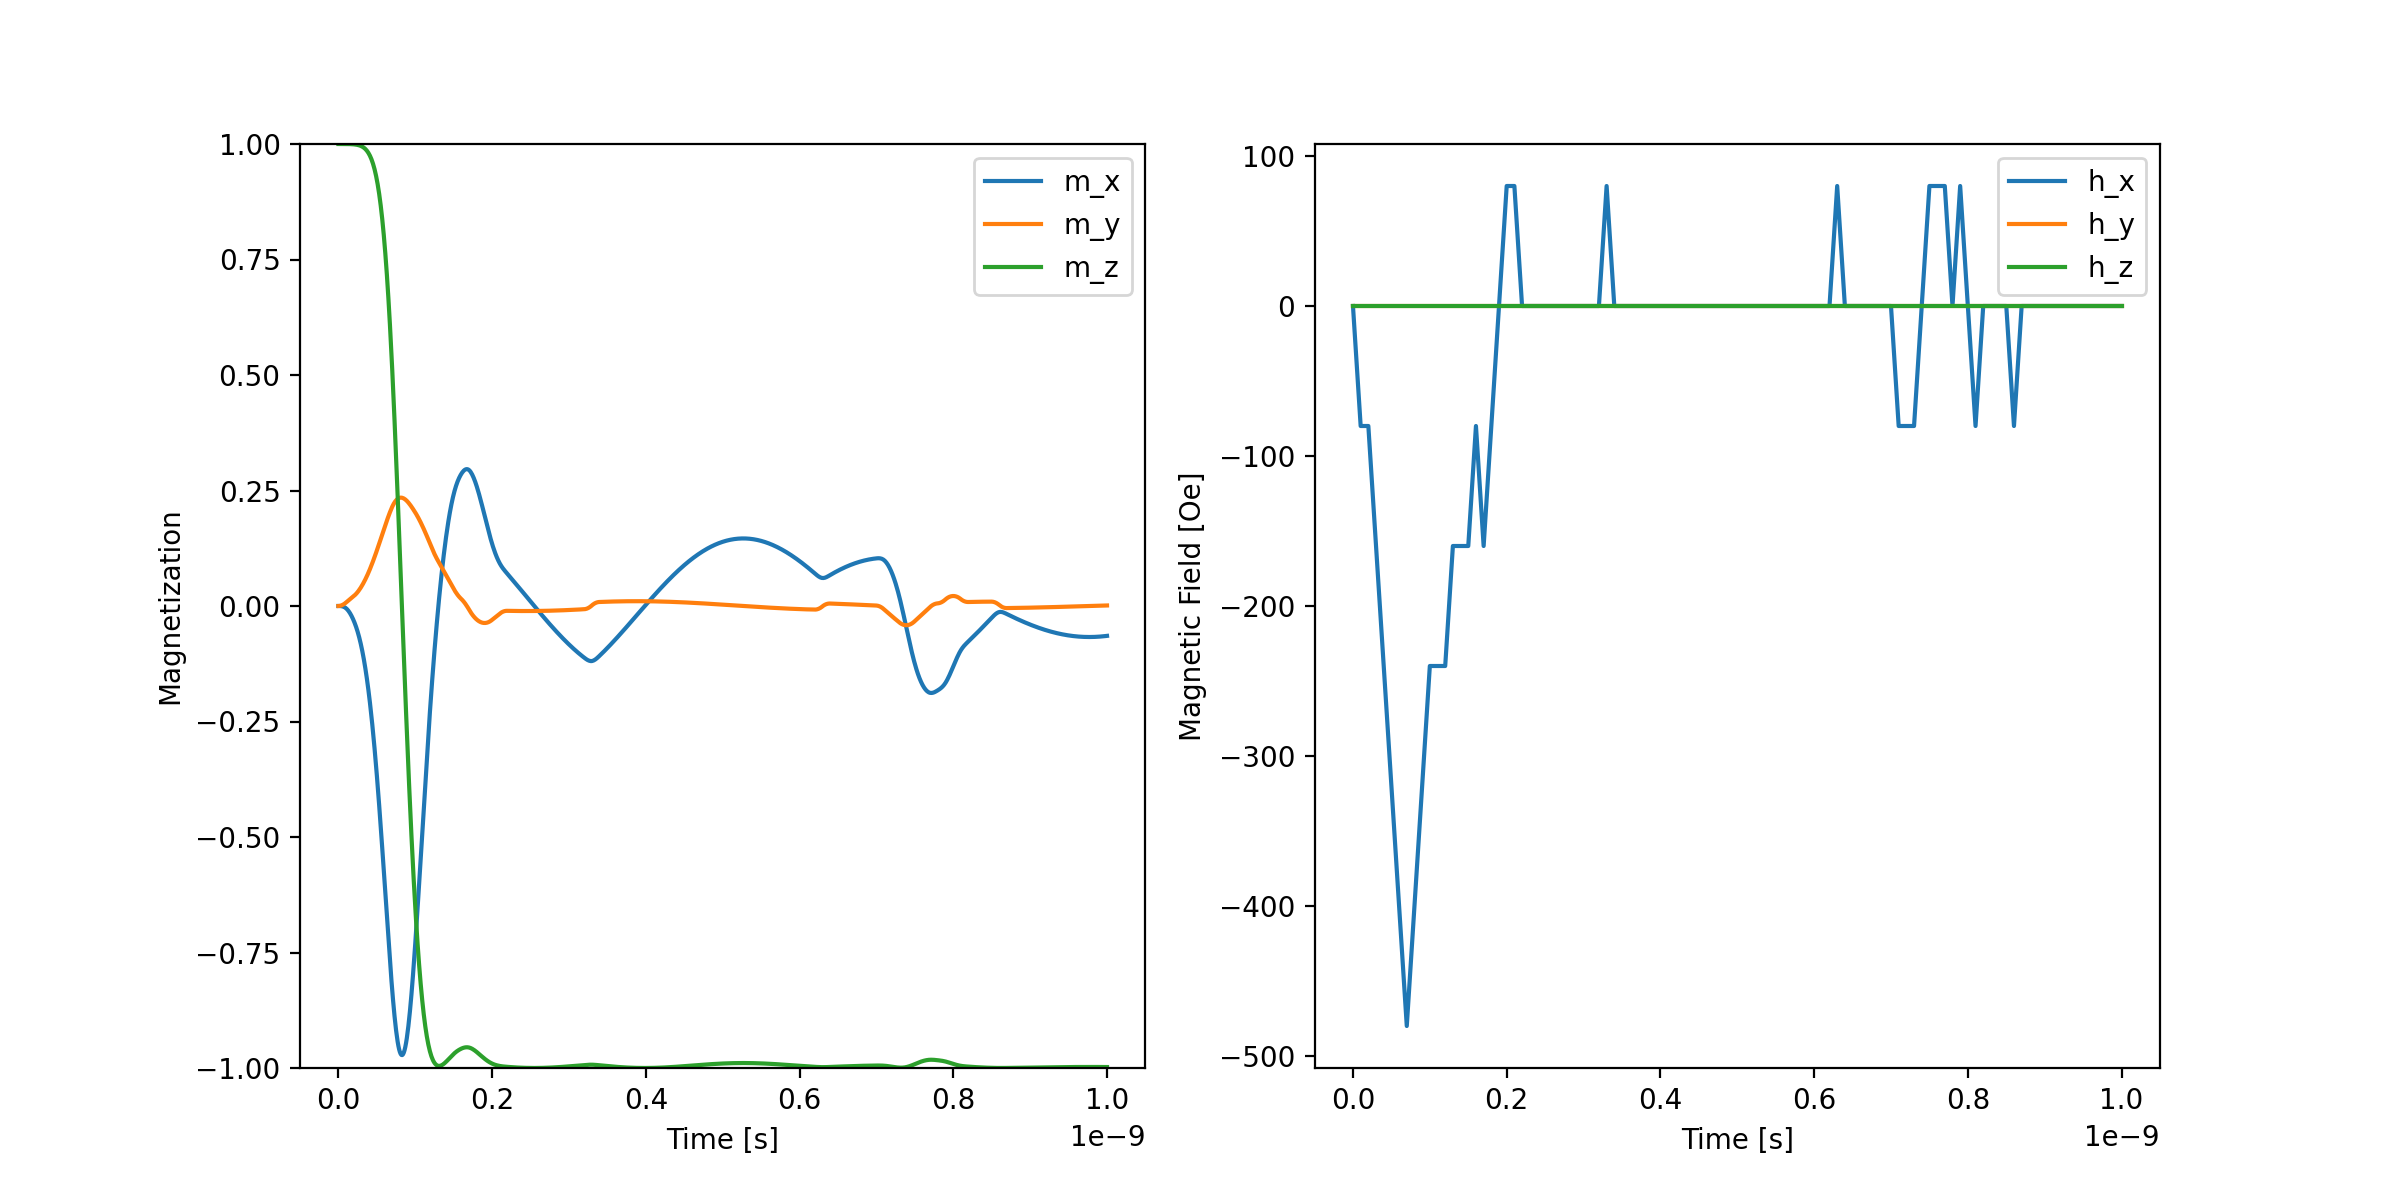 1.00
0.75
0.50
0.25
0.00
−0.25
−0.50
−0.75
−1.00
Magnetization
0.0 0.2 0.4 0.6 0.8 1.0
1e−9
Time [s]
m_x
m_y
m_z
100
0
−100
−200
−300
−400
−500
Magnetic Field [Oe]
0.0 0.2 0.4 0.6 0.8 1.0
1e−9
Time [s]
h_x
h_y
h_z